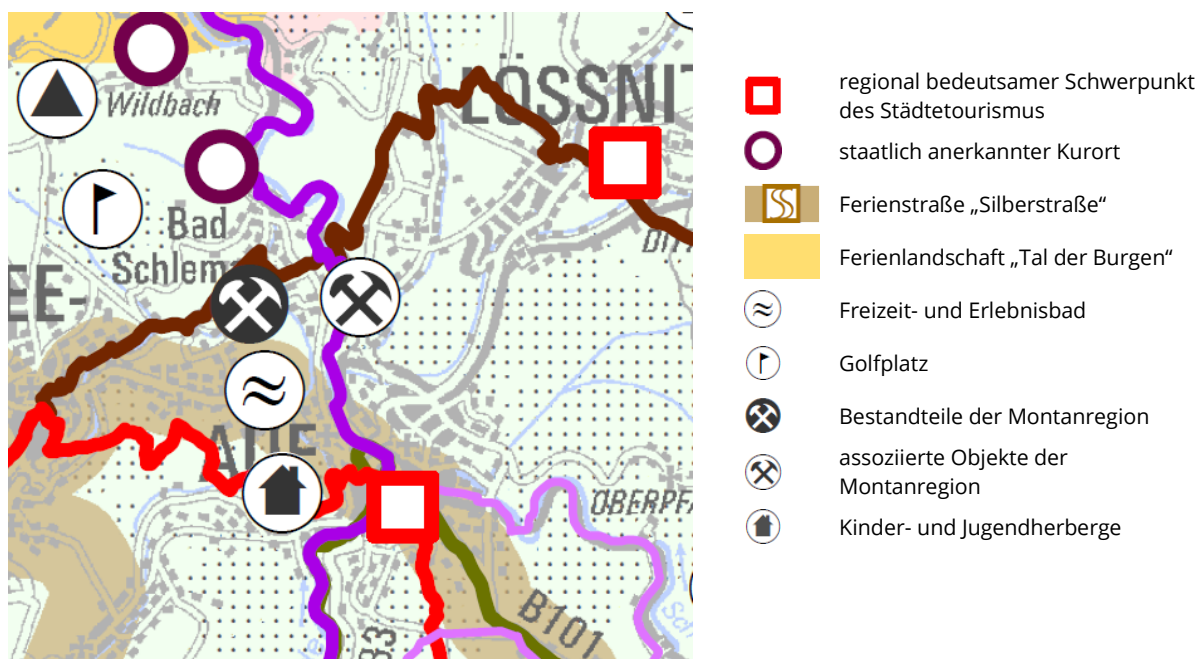 Wildbach
LÖSSNIT
Bad
Schlem
DITT
EE-
AUE
OBERPFA
B101
regional bedeutsamer Schwerpunkt
des Städtetourismus
staatlich anerkannter Kurort
Ferienstraße „Silberstraße“
Ferienlandschaft „Tal der Burgen“
Freizeit- und Erlebnisbad
Golfplatz
Bestandteile der Montanregion
assoziierte Objekte der
Montanregion
Kinder- und Jugendherberge